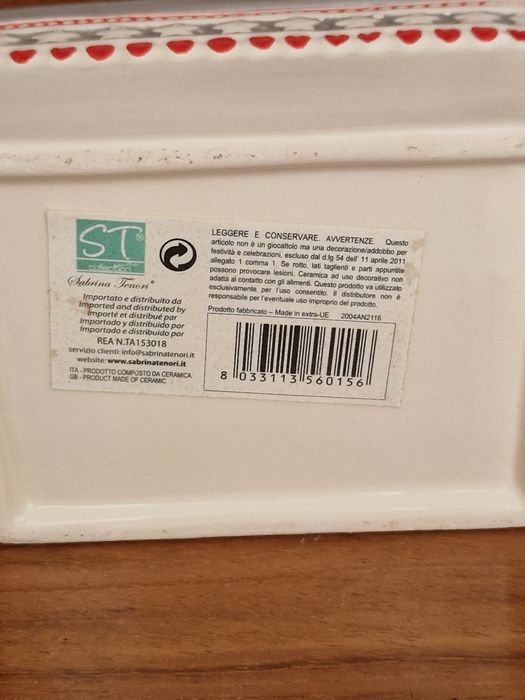 ST®
collection
Sabrina Tenori®
Importato e distribuito da
Imported and distributed by
Importé et distribué par
Importado y distribuido por
Importado e distribuido por
REA N.TA153018
servizio clienti: info@sabrinatenori.it
website: www.sabrinatenori.it
ITA - PRODOTTO COMPOSTO DA CERAMICA
GB - PRODUCT MADE OF CERAMIC
LEGGERE E CONSERVARE. AVVERTENZE. Questo
articolo non è un giocattolo ma una decorazione/addobbo per
festività e celebrazioni, escluso dal d.lg 54 dell' 11 aprile 2011
allegato 1 comma 1. Se rotto, lati taglienti e parti appuntite
possono provocare lesioni. Ceramica ad uso decorativo non
adatta al contatto con gli alimenti. Questo prodotto va utilizzato
esclusivamente per l'uso consentito. Il distributore non è
responsabile per l'eventuale uso improprio del prodotto.
Prodotto fabbricato – Made in extra-UE 2004AN2116
8 033113 560156